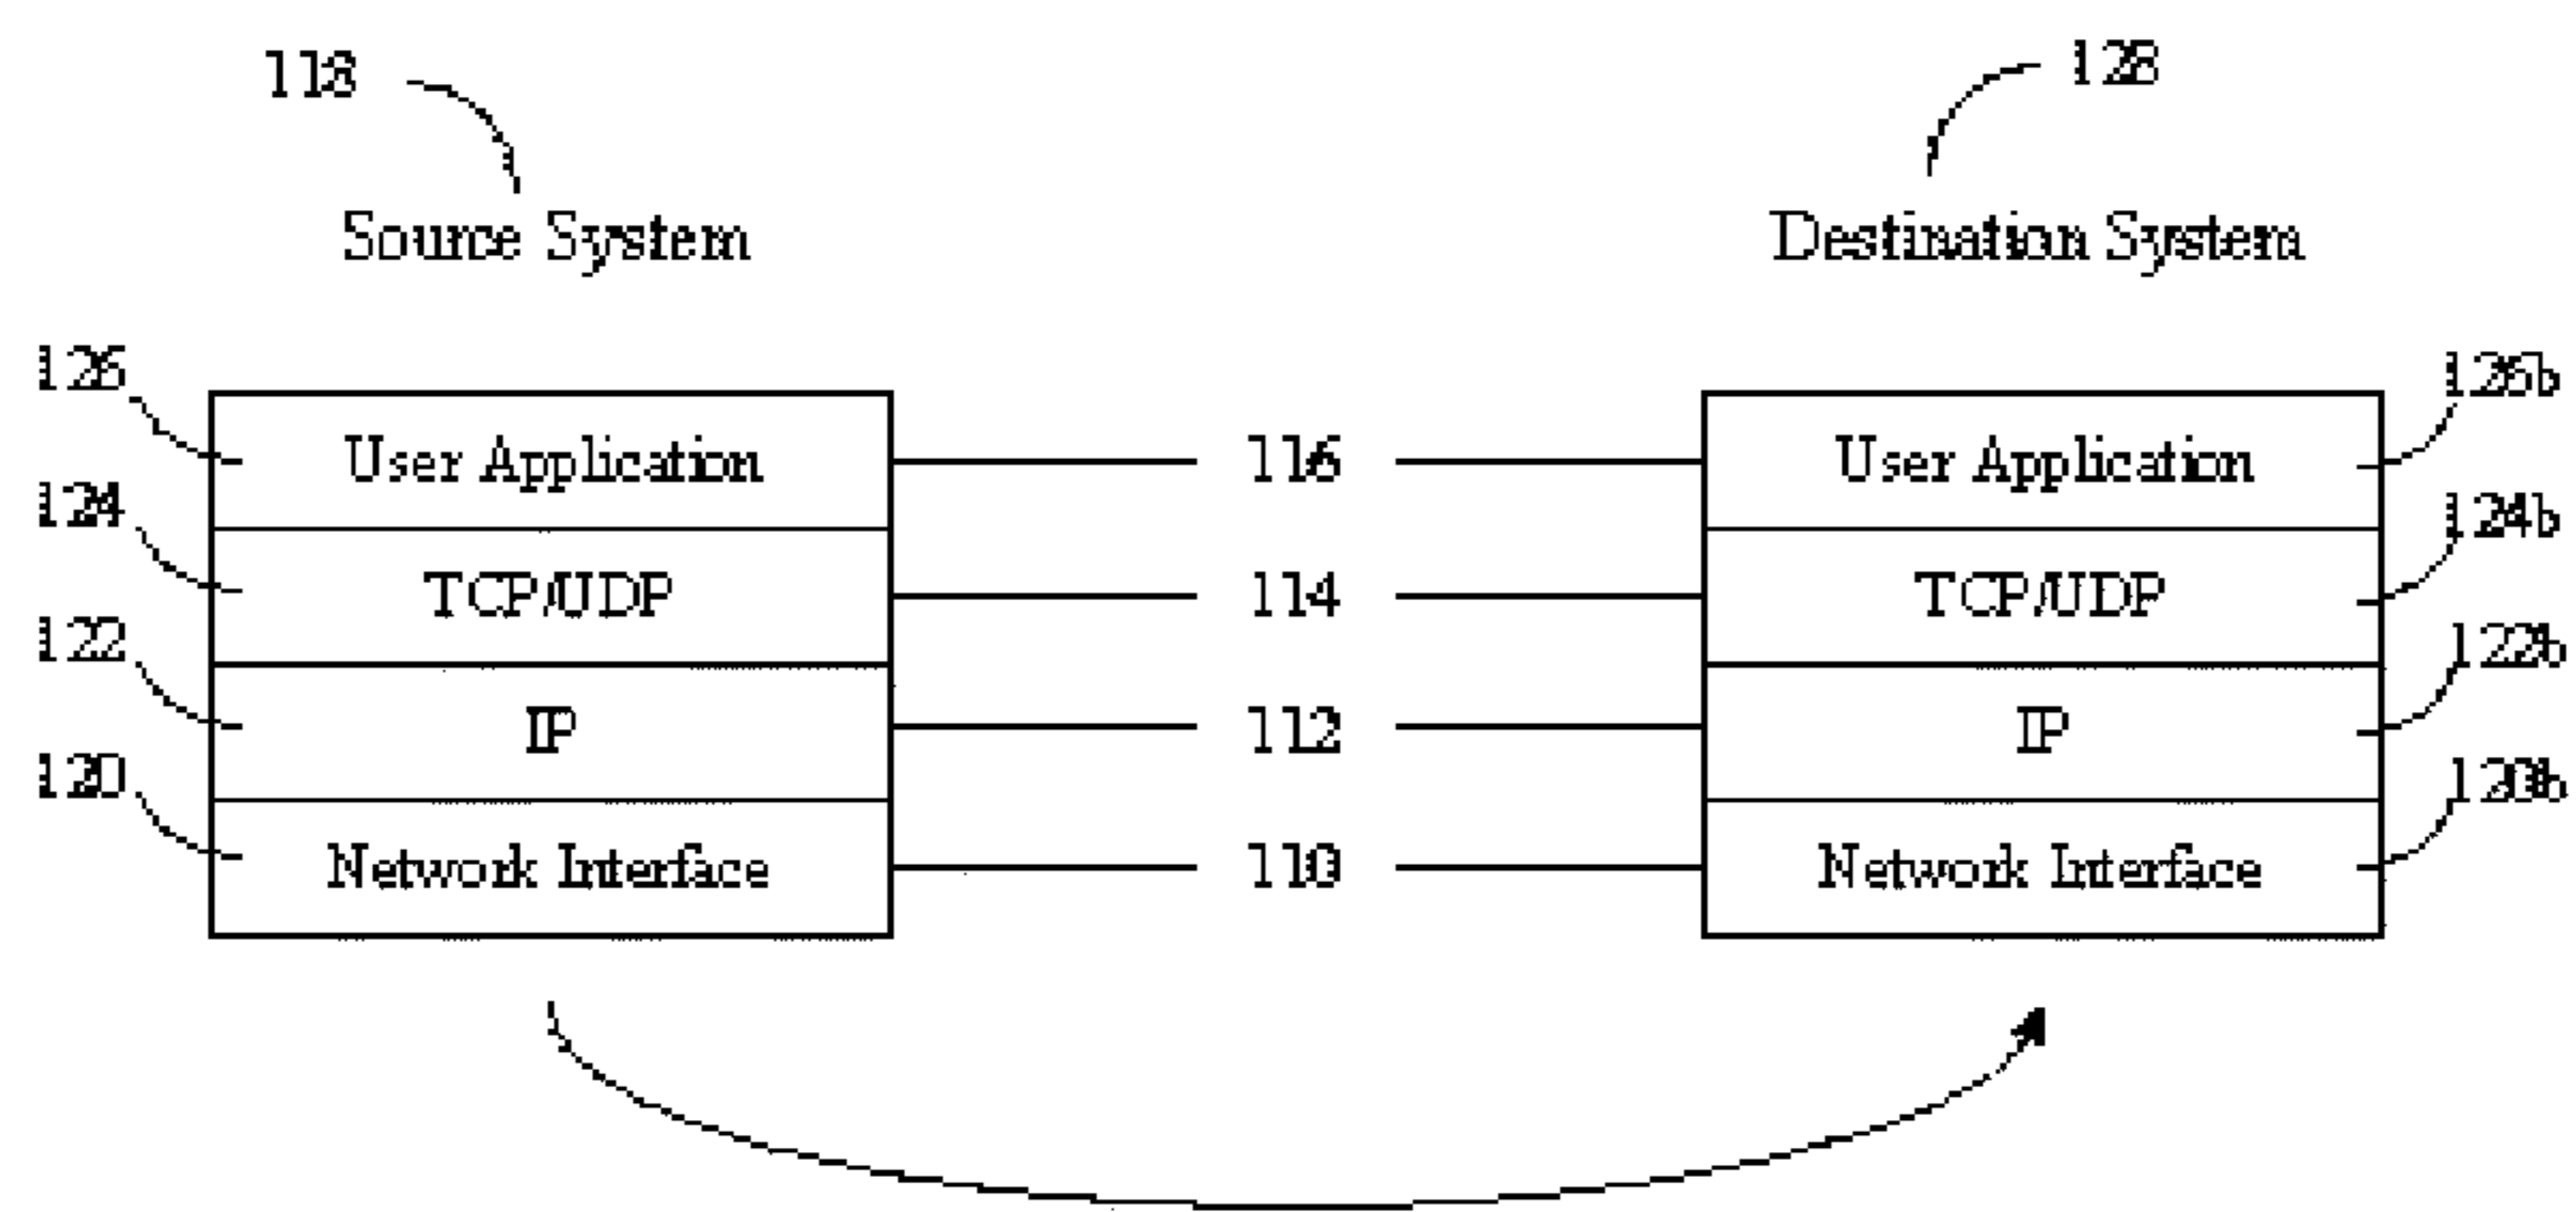 118 128
Source System Destination System
126 126b
User Application 116 User Application
124 124b
TCP/UDP 114 TCP/UDP
122 122b
IP 112 IP
120 120b
Network Interface 110 Network Interface